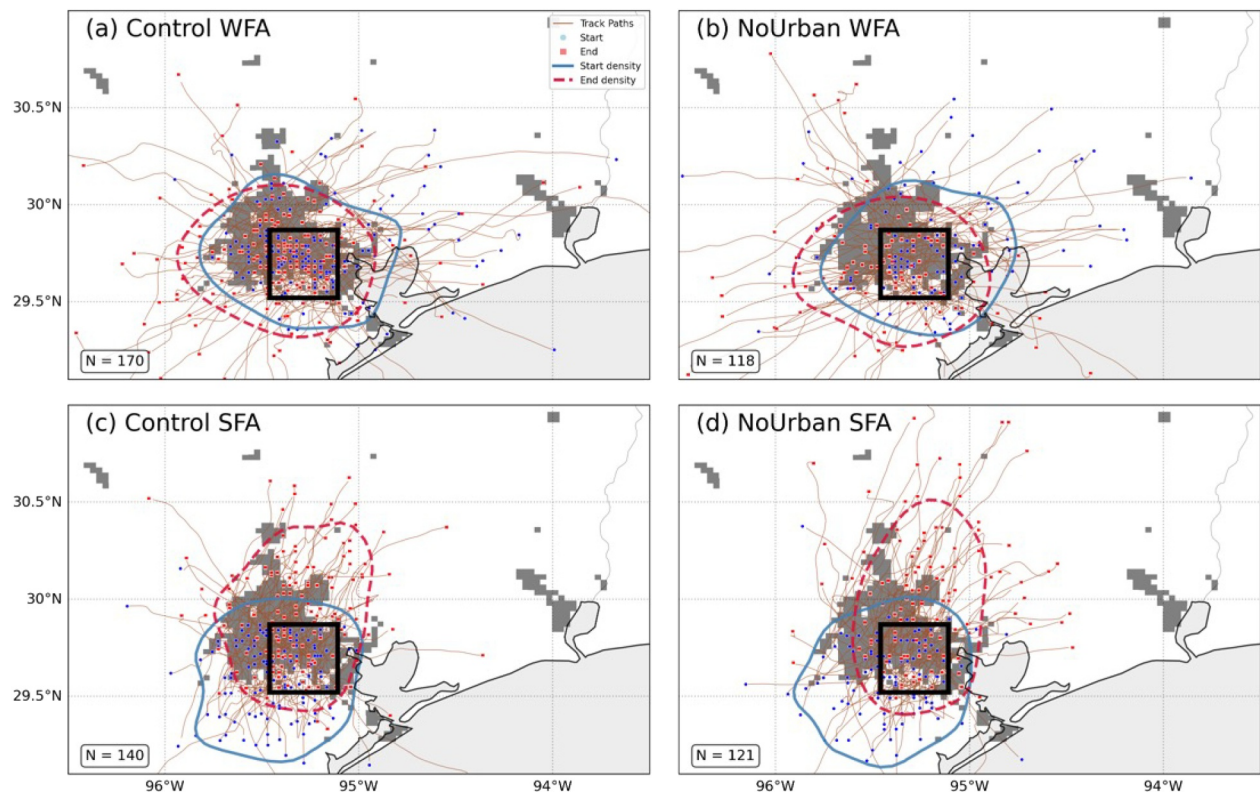 (a) Control WFA
Track Paths
Start
End
Start density
End density
(b) NoUrban WFA
30.5°N
30°N
29.5°N
N = 170
N = 118
(c) Control SFA
(d) NoUrban SFA
30.5°N
30°N
29.5°N
N = 140
N = 121
96°W
95°W
94°W
96°W
95°W
94°W